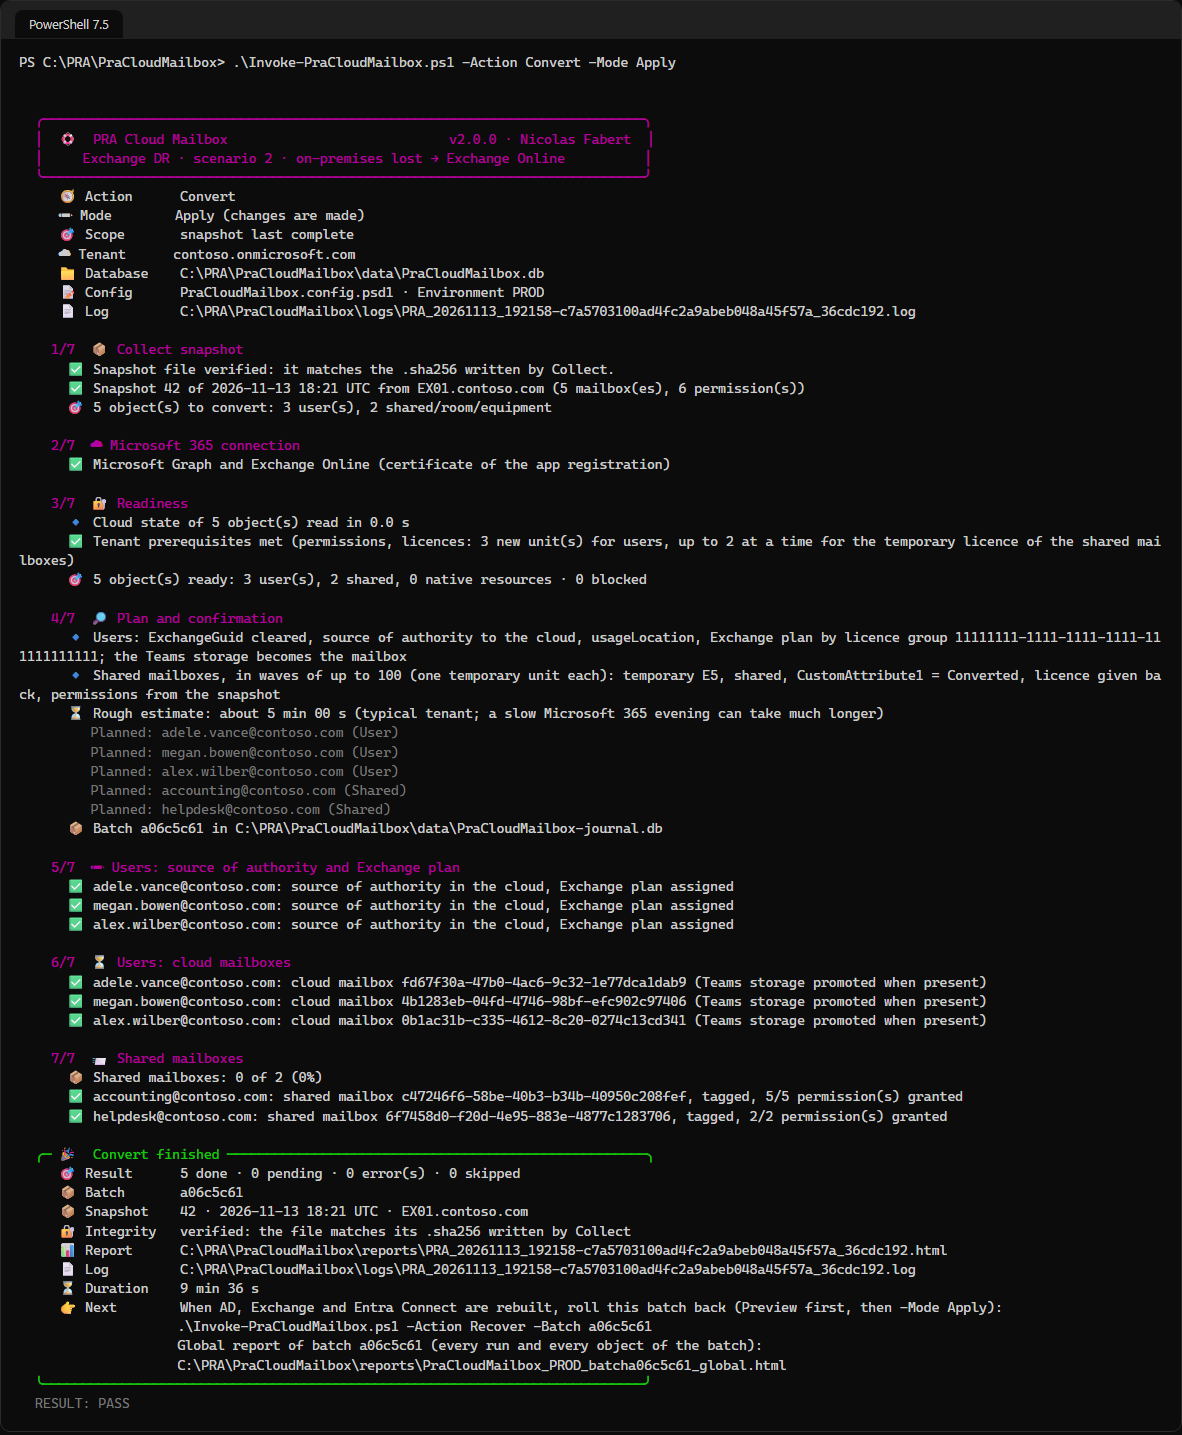 PowerShell 7.5
PS C:\PRA\PraCloudMailbox> .\Invoke-PraCloudMailbox.ps1 -Action Convert -Mode Apply
PRA Cloud Mailbox v2.0.0 · Nicolas Fabert
Exchange DR · scenario 2 · on-premises lost → Exchange Online
Action Convert
Mode Apply (changes are made)
Scope snapshot last complete
Tenant contoso.onmicrosoft.com
Database C:\PRA\PraCloudMailbox\data\PraCloudMailbox.db
Config PraCloudMailbox.config.psd1 · Environment PROD
Log C:\PRA\PraCloudMailbox\logs\PRA_20261113_192158-c7a5703100ad4fc2a9abeb048a45f57a_36cdc192.log
1/7 Collect snapshot
Snapshot file verified: it matches the .sha256 written by Collect.
Snapshot 42 of 2026-11-13 18:21 UTC from EX01.contoso.com (5 mailbox(es), 6 permission(s))
5 object(s) to convert: 3 user(s), 2 shared/room/equipment
2/7 Microsoft 365 connection
Microsoft Graph and Exchange Online (certificate of the app registration)
3/7 Readiness
Cloud state of 5 object(s) read in 0.0 s
Tenant prerequisites met (permissions, licences: 3 new unit(s) for users, up to 2 at a time for the temporary licence of the shared mai
lboxes)
5 object(s) ready: 3 user(s), 2 shared, 0 native resources · 0 blocked
4/7 Plan and confirmation
Users: ExchangeGuid cleared, source of authority to the cloud, usageLocation, Exchange plan by licence group 11111111-1111-1111-1111-11
1111111111; the Teams storage becomes the mailbox
Shared mailboxes, in waves of up to 100 (one temporary unit each): temporary E5, shared, CustomAttribute1 = Converted, licence given ba
ck, permissions from the snapshot
Rough estimate: about 5 min 00 s (typical tenant; a slow Microsoft 365 evening can take much longer)
Planned: adele.vance@contoso.com (User)
Planned: megan.bowen@contoso.com (User)
Planned: alex.wilber@contoso.com (User)
Planned: accounting@contoso.com (Shared)
Planned: helpdesk@contoso.com (Shared)
Batch a06c5c61 in C:\PRA\PraCloudMailbox\data\PraCloudMailbox-journal.db
5/7 Users: source of authority and Exchange plan
adele.vance@contoso.com: source of authority in the cloud, Exchange plan assigned
megan.bowen@contoso.com: source of authority in the cloud, Exchange plan assigned
alex.wilber@contoso.com: source of authority in the cloud, Exchange plan assigned
6/7 Users: cloud mailboxes
adele.vance@contoso.com: cloud mailbox fd67f30a-47b0-4ac6-9c32-1e77dca1dab9 (Teams storage promoted when present)
megan.bowen@contoso.com: cloud mailbox 4b1283eb-04fd-4746-98bf-efc902c97406 (Teams storage promoted when present)
alex.wilber@contoso.com: cloud mailbox 0b1ac31b-c335-4612-8c20-0274c13cd341 (Teams storage promoted when present)
7/7 Shared mailboxes
Shared mailboxes: 0 of 2 (0%)
accounting@contoso.com: shared mailbox c47246f6-58be-40b3-b34b-40950c208fef, tagged, 5/5 permission(s) granted
helpdesk@contoso.com: shared mailbox 6f7458d0-f20d-4e95-883e-4877c1283706, tagged, 2/2 permission(s) granted
Convert finished
Result 5 done · 0 pending · 0 error(s) · 0 skipped
Batch a06c5c61
Snapshot 42 · 2026-11-13 18:21 UTC · EX01.contoso.com
Integrity verified: the file matches its .sha256 written by Collect
Report C:\PRA\PraCloudMailbox\reports\PRA_20261113_192158-c7a5703100ad4fc2a9abeb048a45f57a_36cdc192.html
Log C:\PRA\PraCloudMailbox\logs\PRA_20261113_192158-c7a5703100ad4fc2a9abeb048a45f57a_36cdc192.log
Duration 9 min 36 s
Next When AD, Exchange and Entra Connect are rebuilt, roll this batch back (Preview first, then -Mode Apply):
.\Invoke-PraCloudMailbox.ps1 -Action Recover -Batch a06c5c61
Global report of batch a06c5c61 (every run and every object of the batch):
C:\PRA\PraCloudMailbox\reports\PraCloudMailbox_PROD_batcha06c5c61_global.html
RESULT: PASS